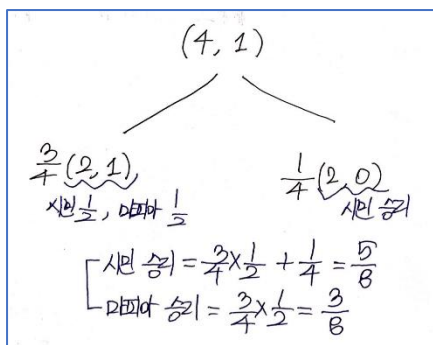 (4, 1)
3/4 (2, 1), 1/4 (2, 0)
시민 1/2, 마피아 1/2 시민 승리
시민 승리 = 3/4 × 1/2 + 1/4 = 5/8
마피아 승리 = 3/4 × 1/2 = 3/8